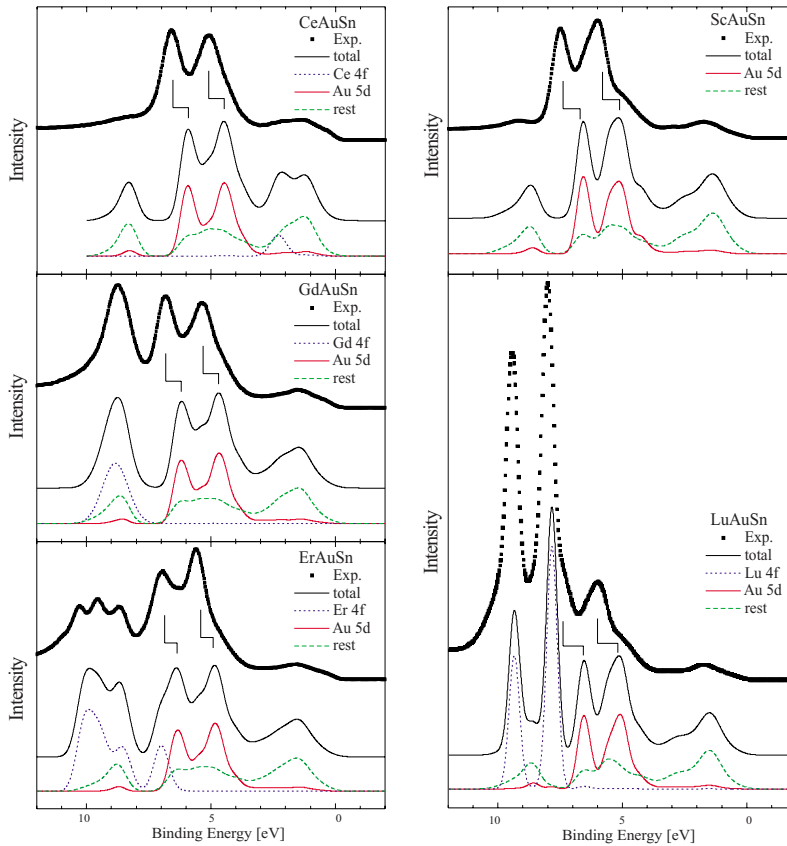 CeAuSn
Exp.
total
Ce 4f
Au 5d
rest
Intensity
GdAuSn
Exp.
total
Gd 4f
Au 5d
rest
Intensity
ErAuSn
Exp.
total
Er 4f
Au 5d
rest
Intensity
10
5
0
Binding Energy [eV]
ScAuSn
Exp.
total
Au 5d
rest
Intensity
LuAuSn
Exp.
total
Lu 4f
Au 5d
rest
Intensity
10
5
0
Binding Energy [eV]